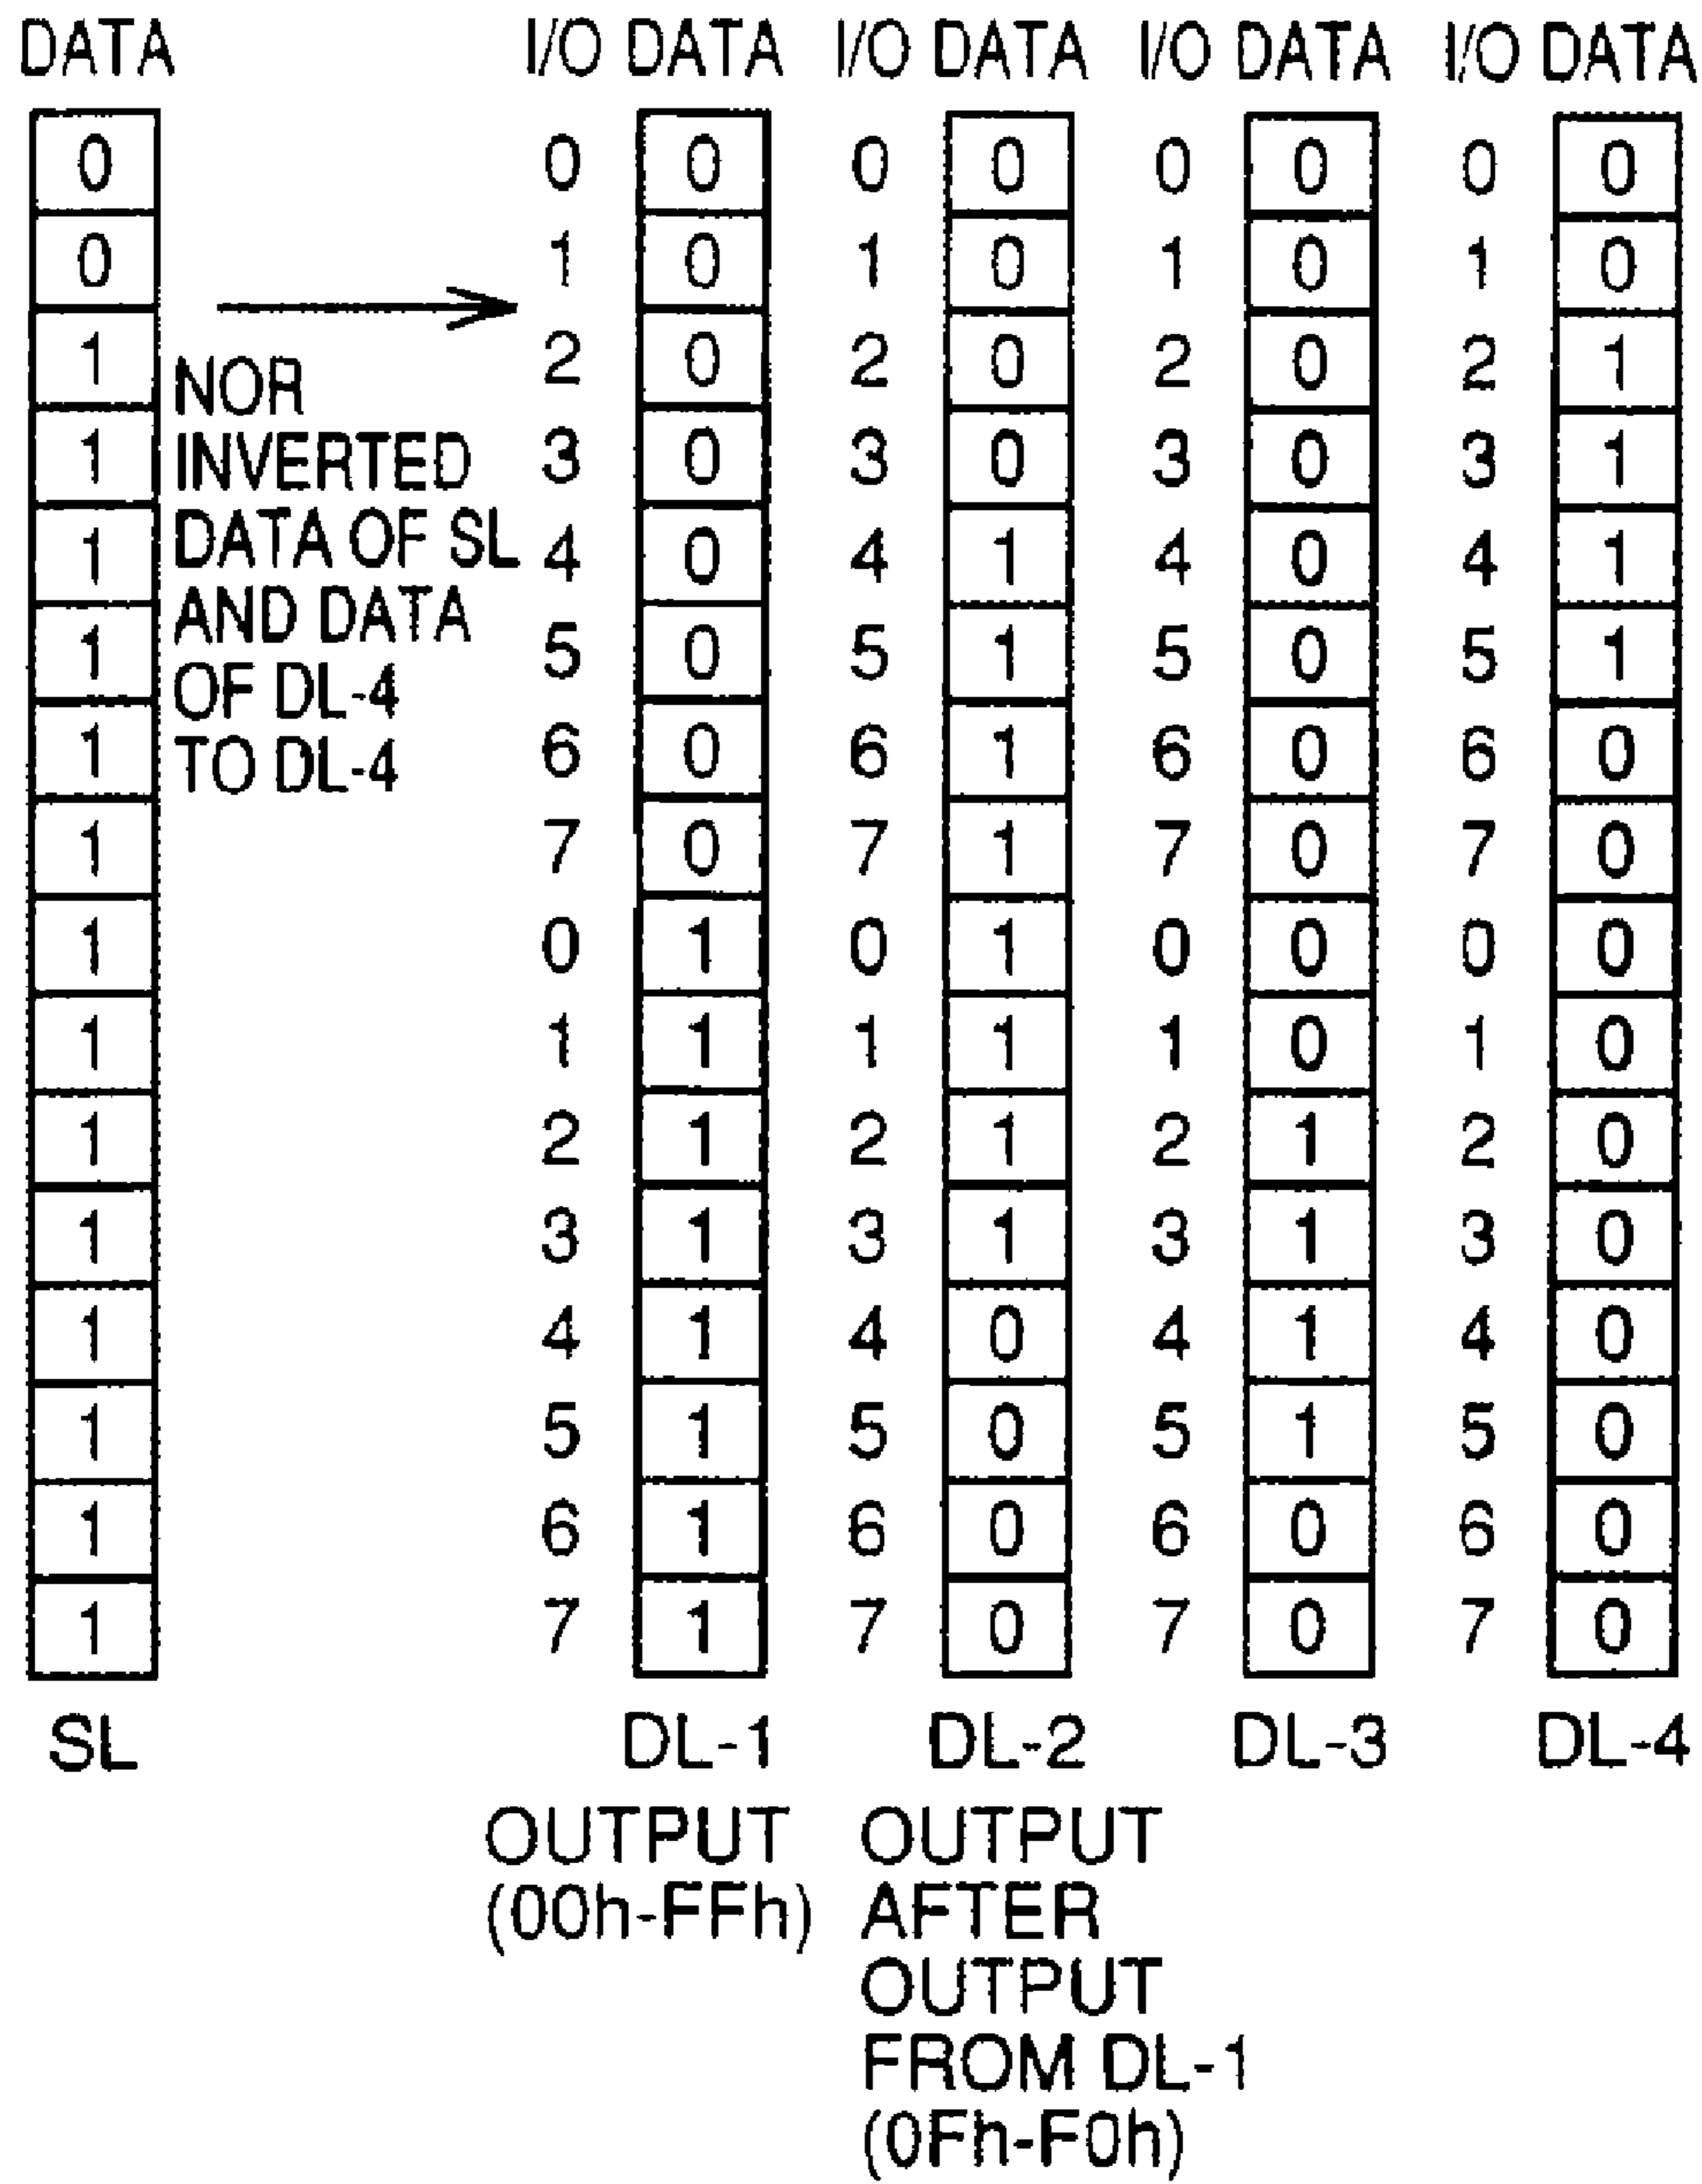 DATA I/O DATA I/O DATA I/O DATA I/O DATA
0 0 0 0 0 0 0 0 0
0 1 0 1 0 1 0 1 0
1 2 0 2 0 2 0 2 1
1 3 0 3 0 3 0 3 1
1 4 0 4 1 4 0 4 1
1 5 0 5 1 5 0 5 1
1 6 0 6 1 6 0 6 0
1 7 0 7 1 7 0 7 0
1 0 1 0 1 0 0 0 0
1 1 1 1 1 1 0 1 0
1 2 1 2 1 2 1 2 0
1 3 1 3 1 3 1 3 0
1 4 1 4 0 4 1 4 0
1 5 1 5 0 5 1 5 0
1 6 1 6 0 6 0 6 0
1 7 1 7 0 7 0 7 0
NOR
INVERTED
DATA OF SL
AND DATA
OF DL-4
TO DL-4
SL DL-1 DL-2 DL-3 DL-4
OUTPUT
(00h-FFh)
OUTPUT
AFTER
OUTPUT
FROM DL-1
(0Fh-F0h)